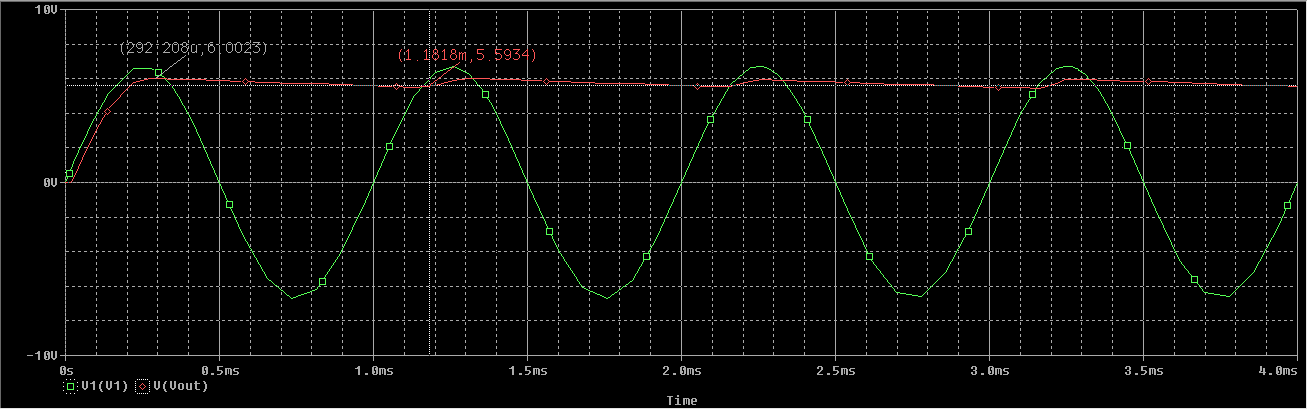 10V
(292.208u,6.0023)
(1.1818m,5.5934)
0V
-10V
0s 0.5ms 1.0ms 1.5ms 2.0ms 2.5ms 3.0ms 3.5ms 4.0ms
V1(V1) V(Vout)
Time